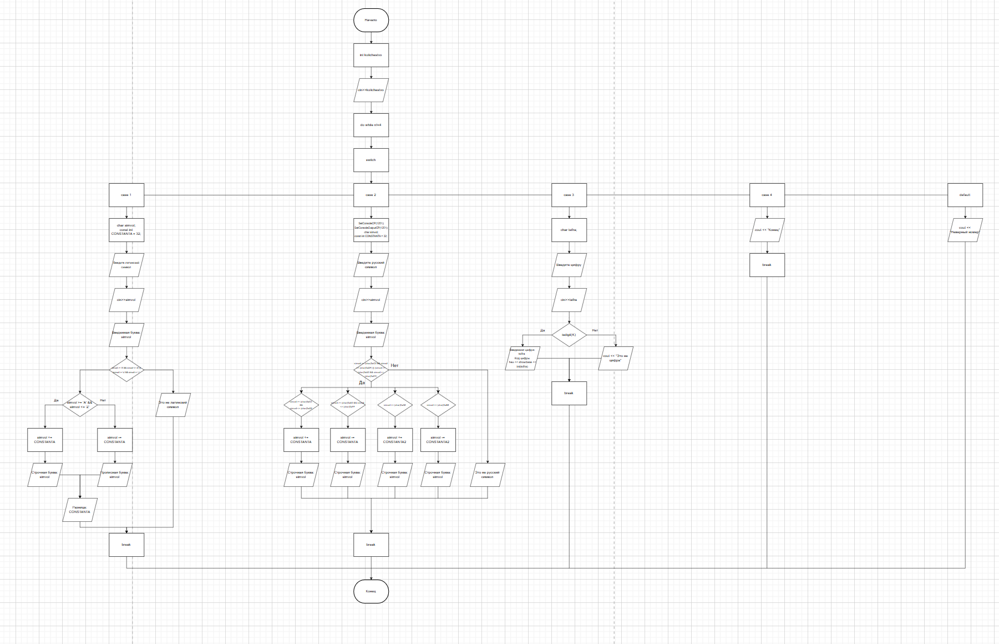 Начало
int kolichestvo
cin>>kolichestvo
do while n!=4
switch
case 1
case 2
case 3
case 4
default
char simvol;
const int
CONSTANTA = 32;
SetConsoleCP(1251);
SetConsoleOutputCP(1251);
char simvol;
const int CONSTANTA = 32;
char tsifra;
cout << "Конец"
cout <<
"Неверный номер"
Введите латинский
символ
Введите русский
символ
Введите цифру
break
cin>>simvol
cin>>simvol
cin>>tsifra
Введенная буква:
simvol
Введенная буква:
simvol
Да
isdigit(K)
Нет
Введенная цифра:
tsifra
Код цифры
hex << showbase <<
int(tsifra)
cout << "Это не
цифра"
Нет
Да
break
Да
simvol >= 'A' &&
simvol <= 'Z'
Нет
Это не латинский
символ
simvol +=
CONSTANTA
simvol -=
CONSTANTA
simvol +=
CONSTANTA
simvol -=
CONSTANTA
simvol +=
CONSTANTA2
simvol -=
CONSTANTA2
Строчная буква:
simvol
Прописная буква:
simvol
Строчная буква:
simvol
Строчная буква:
simvol
Строчная буква:
simvol
Строчная буква:
simvol
Это не русский
символ
Разница:
CONSTANTA
break
break
Конец